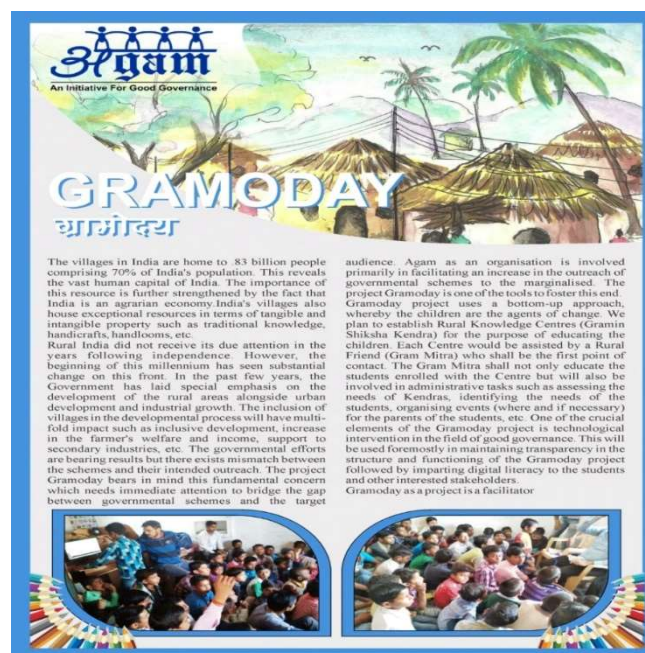 अgam
An Initiative For Good Governance
GRAMODAY
ग्रामोदय
The villages in India are home to .83 billion people
comprising 70% of India's population. This reveals
the vast human capital of India. The importance of
this resource is further strengthened by the fact that
India is an agrarian economy.India's villages also
house exceptional resources in terms of tangible and
intangible property such as traditional knowledge,
handicrafts, handlooms, etc.
Rural India did not receive its due attention in the
years following independence. However, the
beginning of this millennium has seen substantial
change on this front. In the past few years, the
Government has laid special emphasis on the
development of the rural areas alongside urban
development and industrial growth. The inclusion of
villages in the developmental process will have multi-
fold impact such as inclusive development, increase
in the farmer's welfare and income, support to
secondary industries, etc. The governmental efforts
are bearing results but there exists mismatch between
the schemes and their intended outreach. The project
Gramoday bears in mind this fundamental concern
which needs immediate attention to bridge the gap
between governmental schemes and the target
audience. Agam as an organisation is involved
primarily in facilitating an increase in the outreach of
governmental schemes to the marginalised. The
project Gramoday is one of the tools to foster this end.
Gramoday project uses a bottom-up approach,
whereby the children are the agents of change. We
plan to establish Rural Knowledge Centres (Gramin
Shiksha Kendra) for the purpose of educating the
children. Each Centre would be assisted by a Rural
Friend (Gram Mitra) who shall be the first point of
contact. The Gram Mitra shall not only educate the
students enrolled with the Centre but will also be
involved in administrative tasks such as assessing the
needs of Kendras, identifying the needs of the
students, organising events (where and if necessary)
for the parents of the students, etc. One of the crucial
elements of the Gramoday project is technological
intervention in the field of good governance. This will
be used foremostly in maintaining transparency in the
structure and functioning of the Gramoday project
followed by imparting digital literacy to the students
and other interested stakeholders.
Gramoday as a project is a facilitator